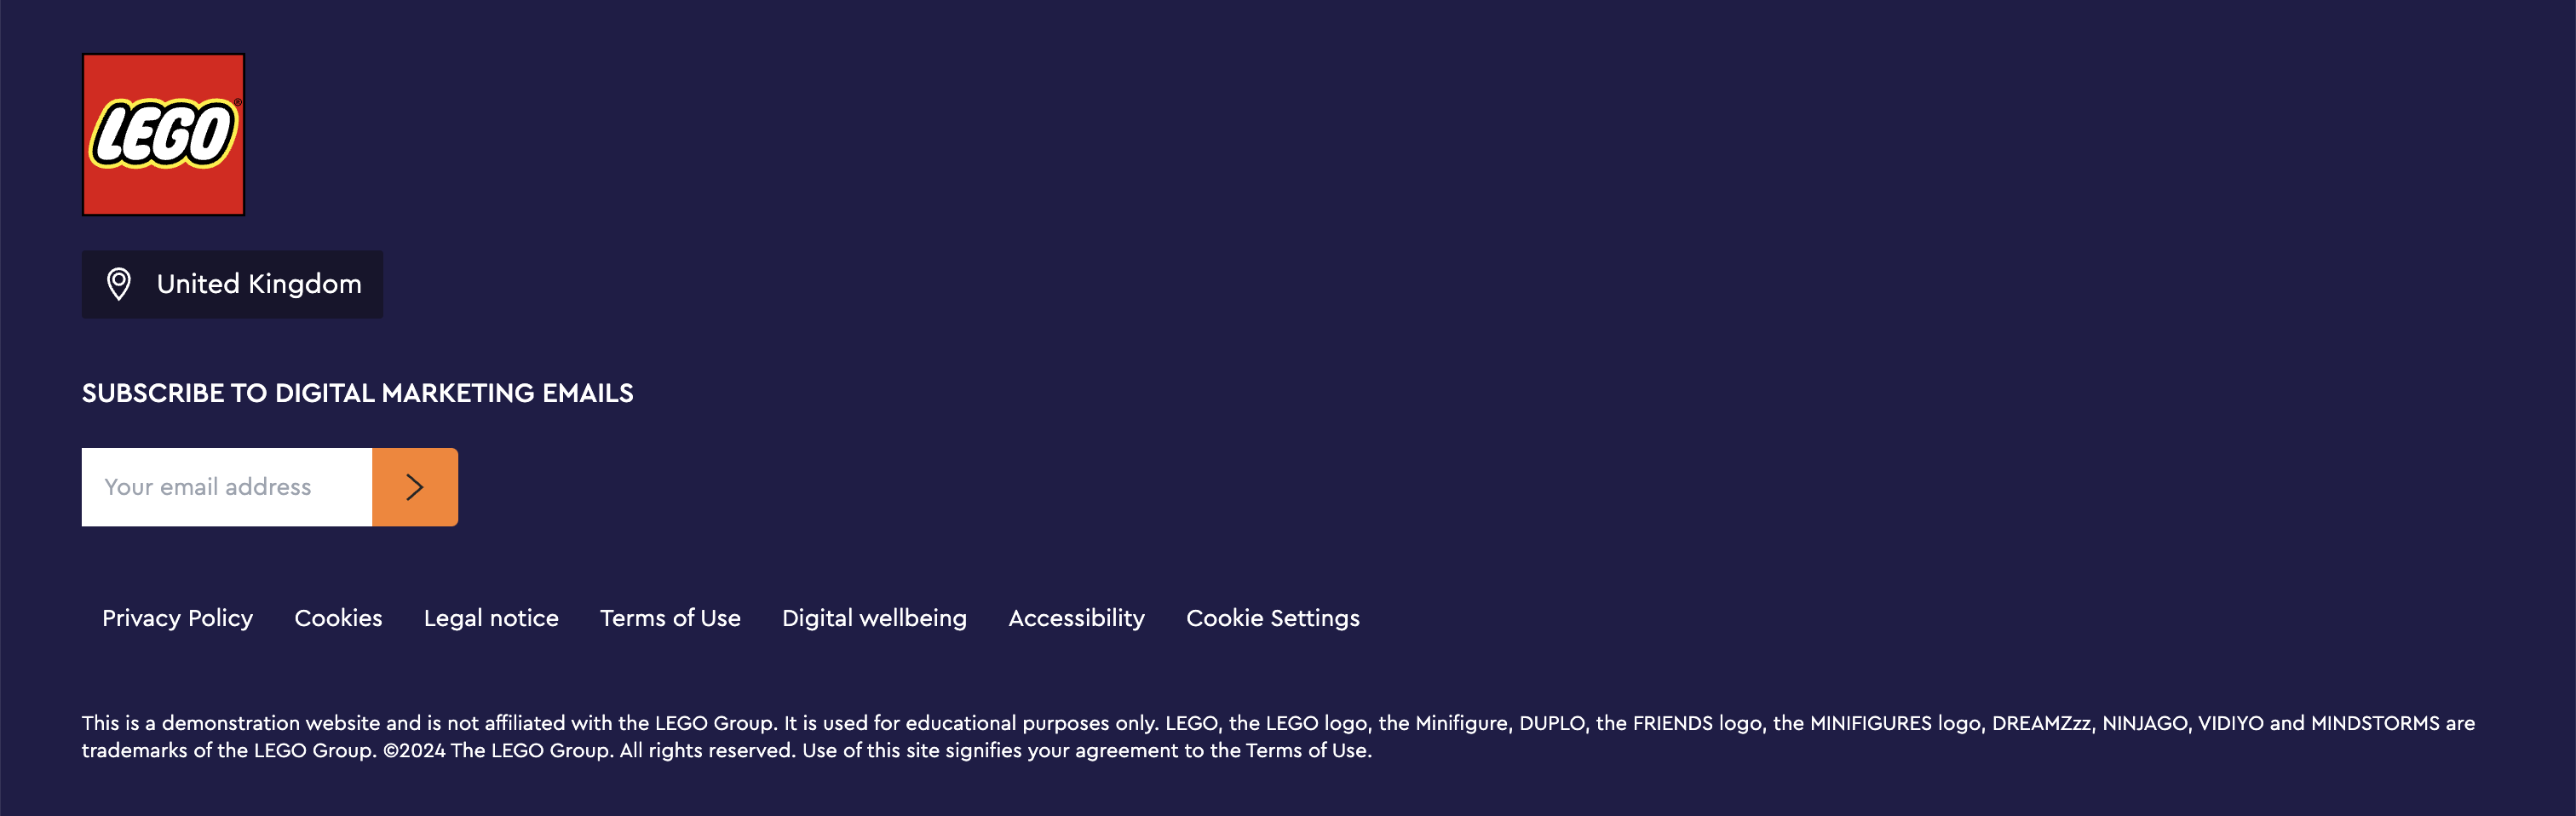 LEGO®
United Kingdom
SUBSCRIBE TO DIGITAL MARKETING EMAILS
Your email address
Privacy Policy Cookies Legal notice Terms of Use Digital wellbeing Accessibility Cookie Settings
This is a demonstration website and is not affiliated with the LEGO Group. It is used for educational purposes only. LEGO, the LEGO logo, the Minifigure, DUPLO, the FRIENDS logo, the MINIFIGURES logo, DREAMZzz, NINJAGO, VIDIYO and MINDSTORMS are
trademarks of the LEGO Group. ©2024 The LEGO Group. All rights reserved. Use of this site signifies your agreement to the Terms of Use.